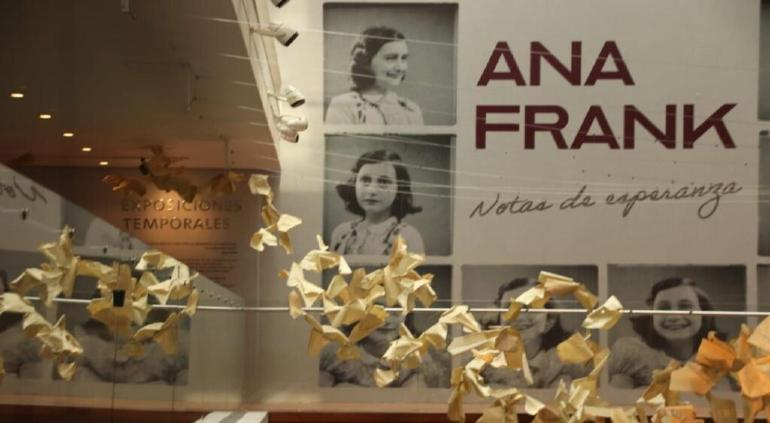 ANA
FRANK
Notas de esperanza
EXPOSICIONES
TEMPORALES